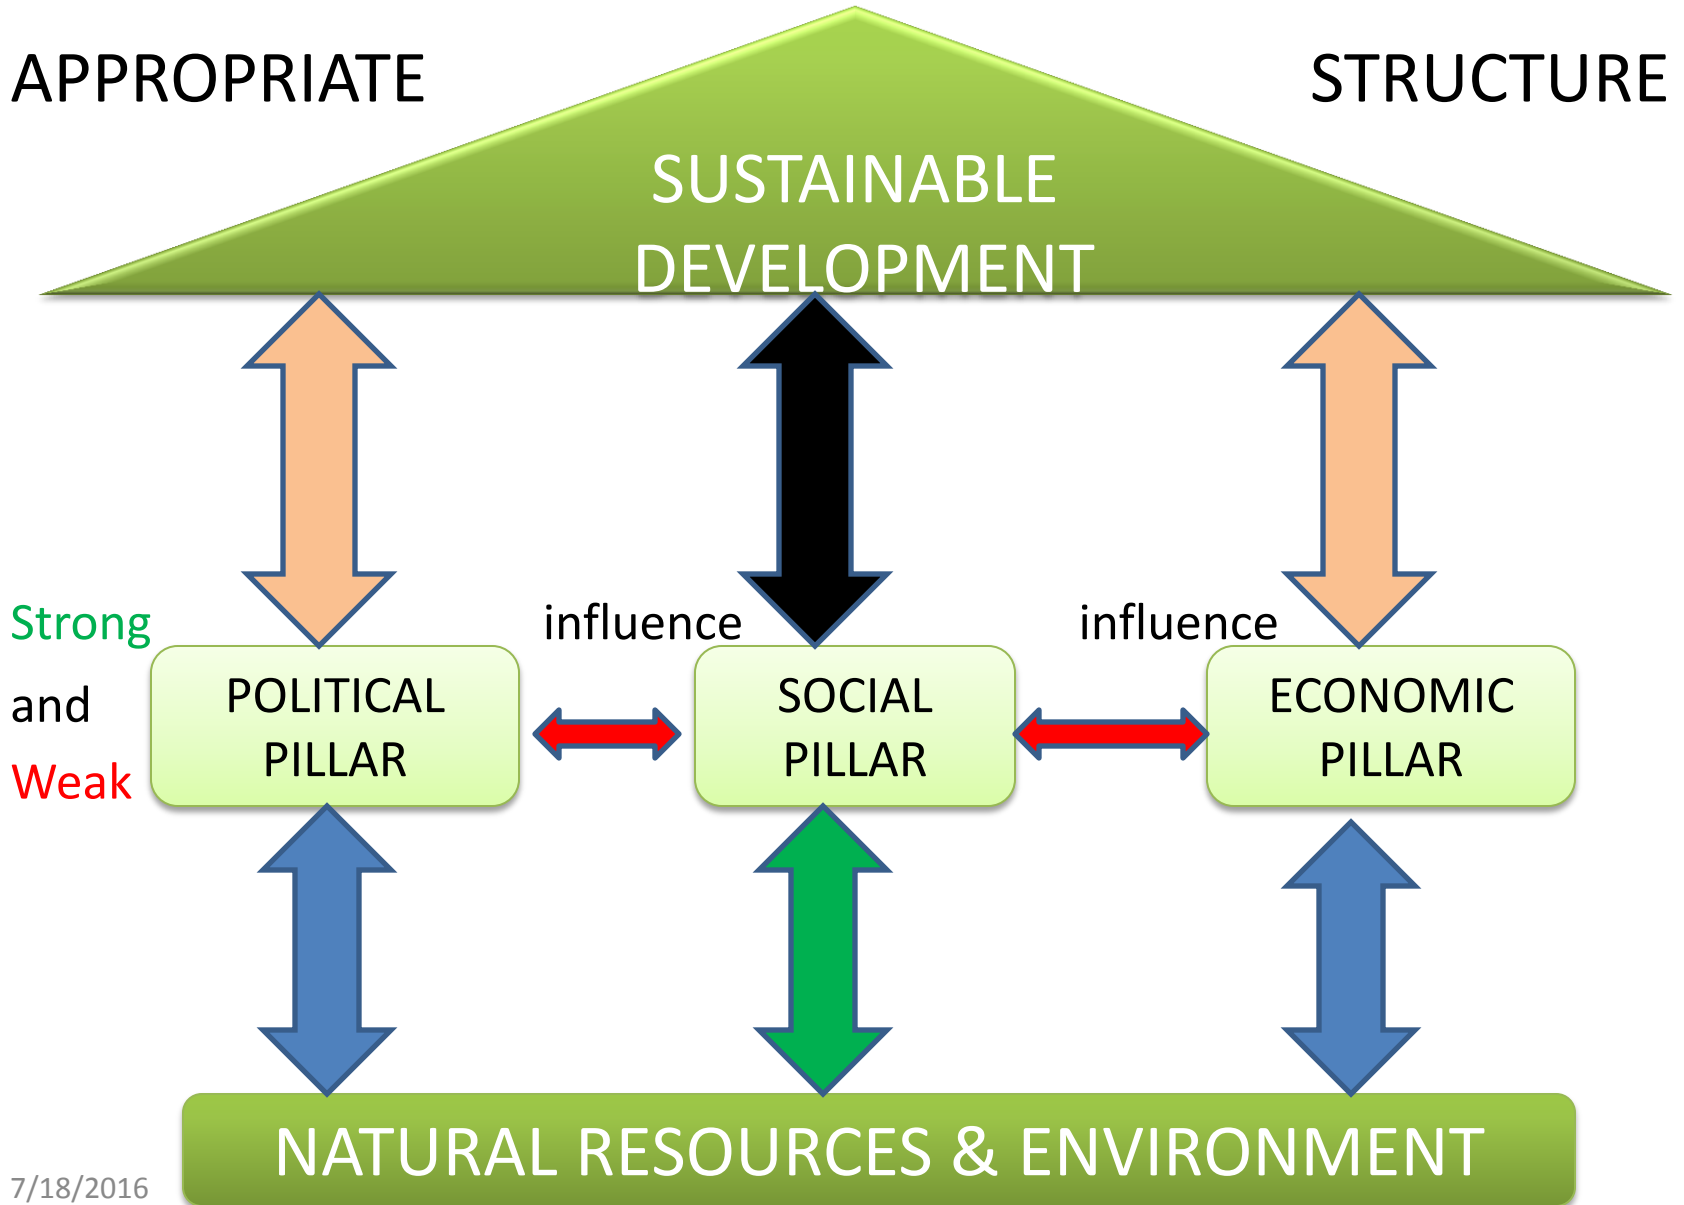 APPROPRIATE
STRUCTURE
SUSTAINABLE
DEVELOPMENT
Strong
and
Weak
influence
influence
POLITICAL
PILLAR
SOCIAL
PILLAR
ECONOMIC
PILLAR
NATURAL RESOURCES & ENVIRONMENT
7/18/2016